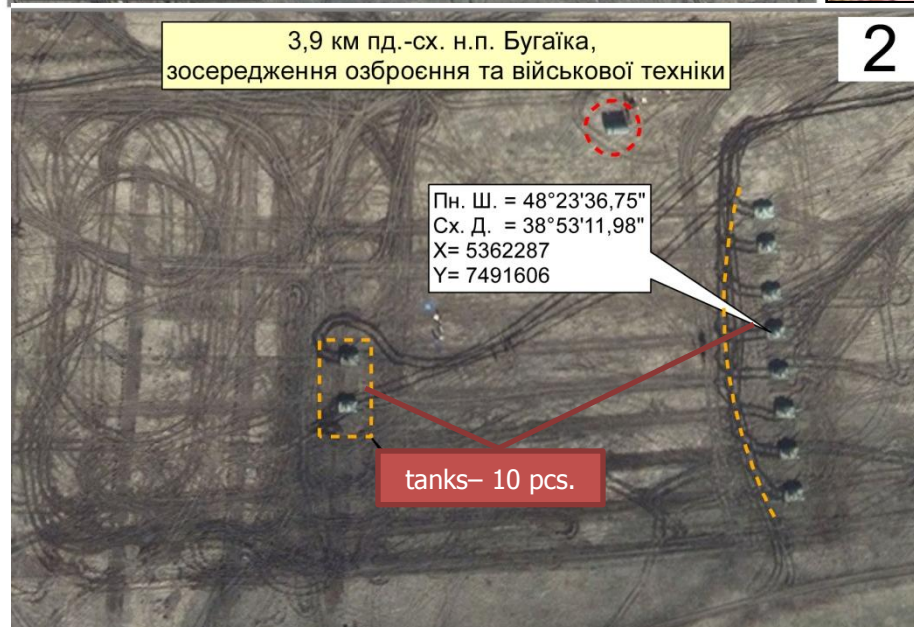 3,9 км пд.-сх. н.п. Бугаїка,
зосередження озброєння та військової техніки
2
Пн. Ш. = 48°23'36,75"
Сх. Д. = 38°53'11,98"
X= 5362287
Y= 7491606
tanks– 10 pcs.